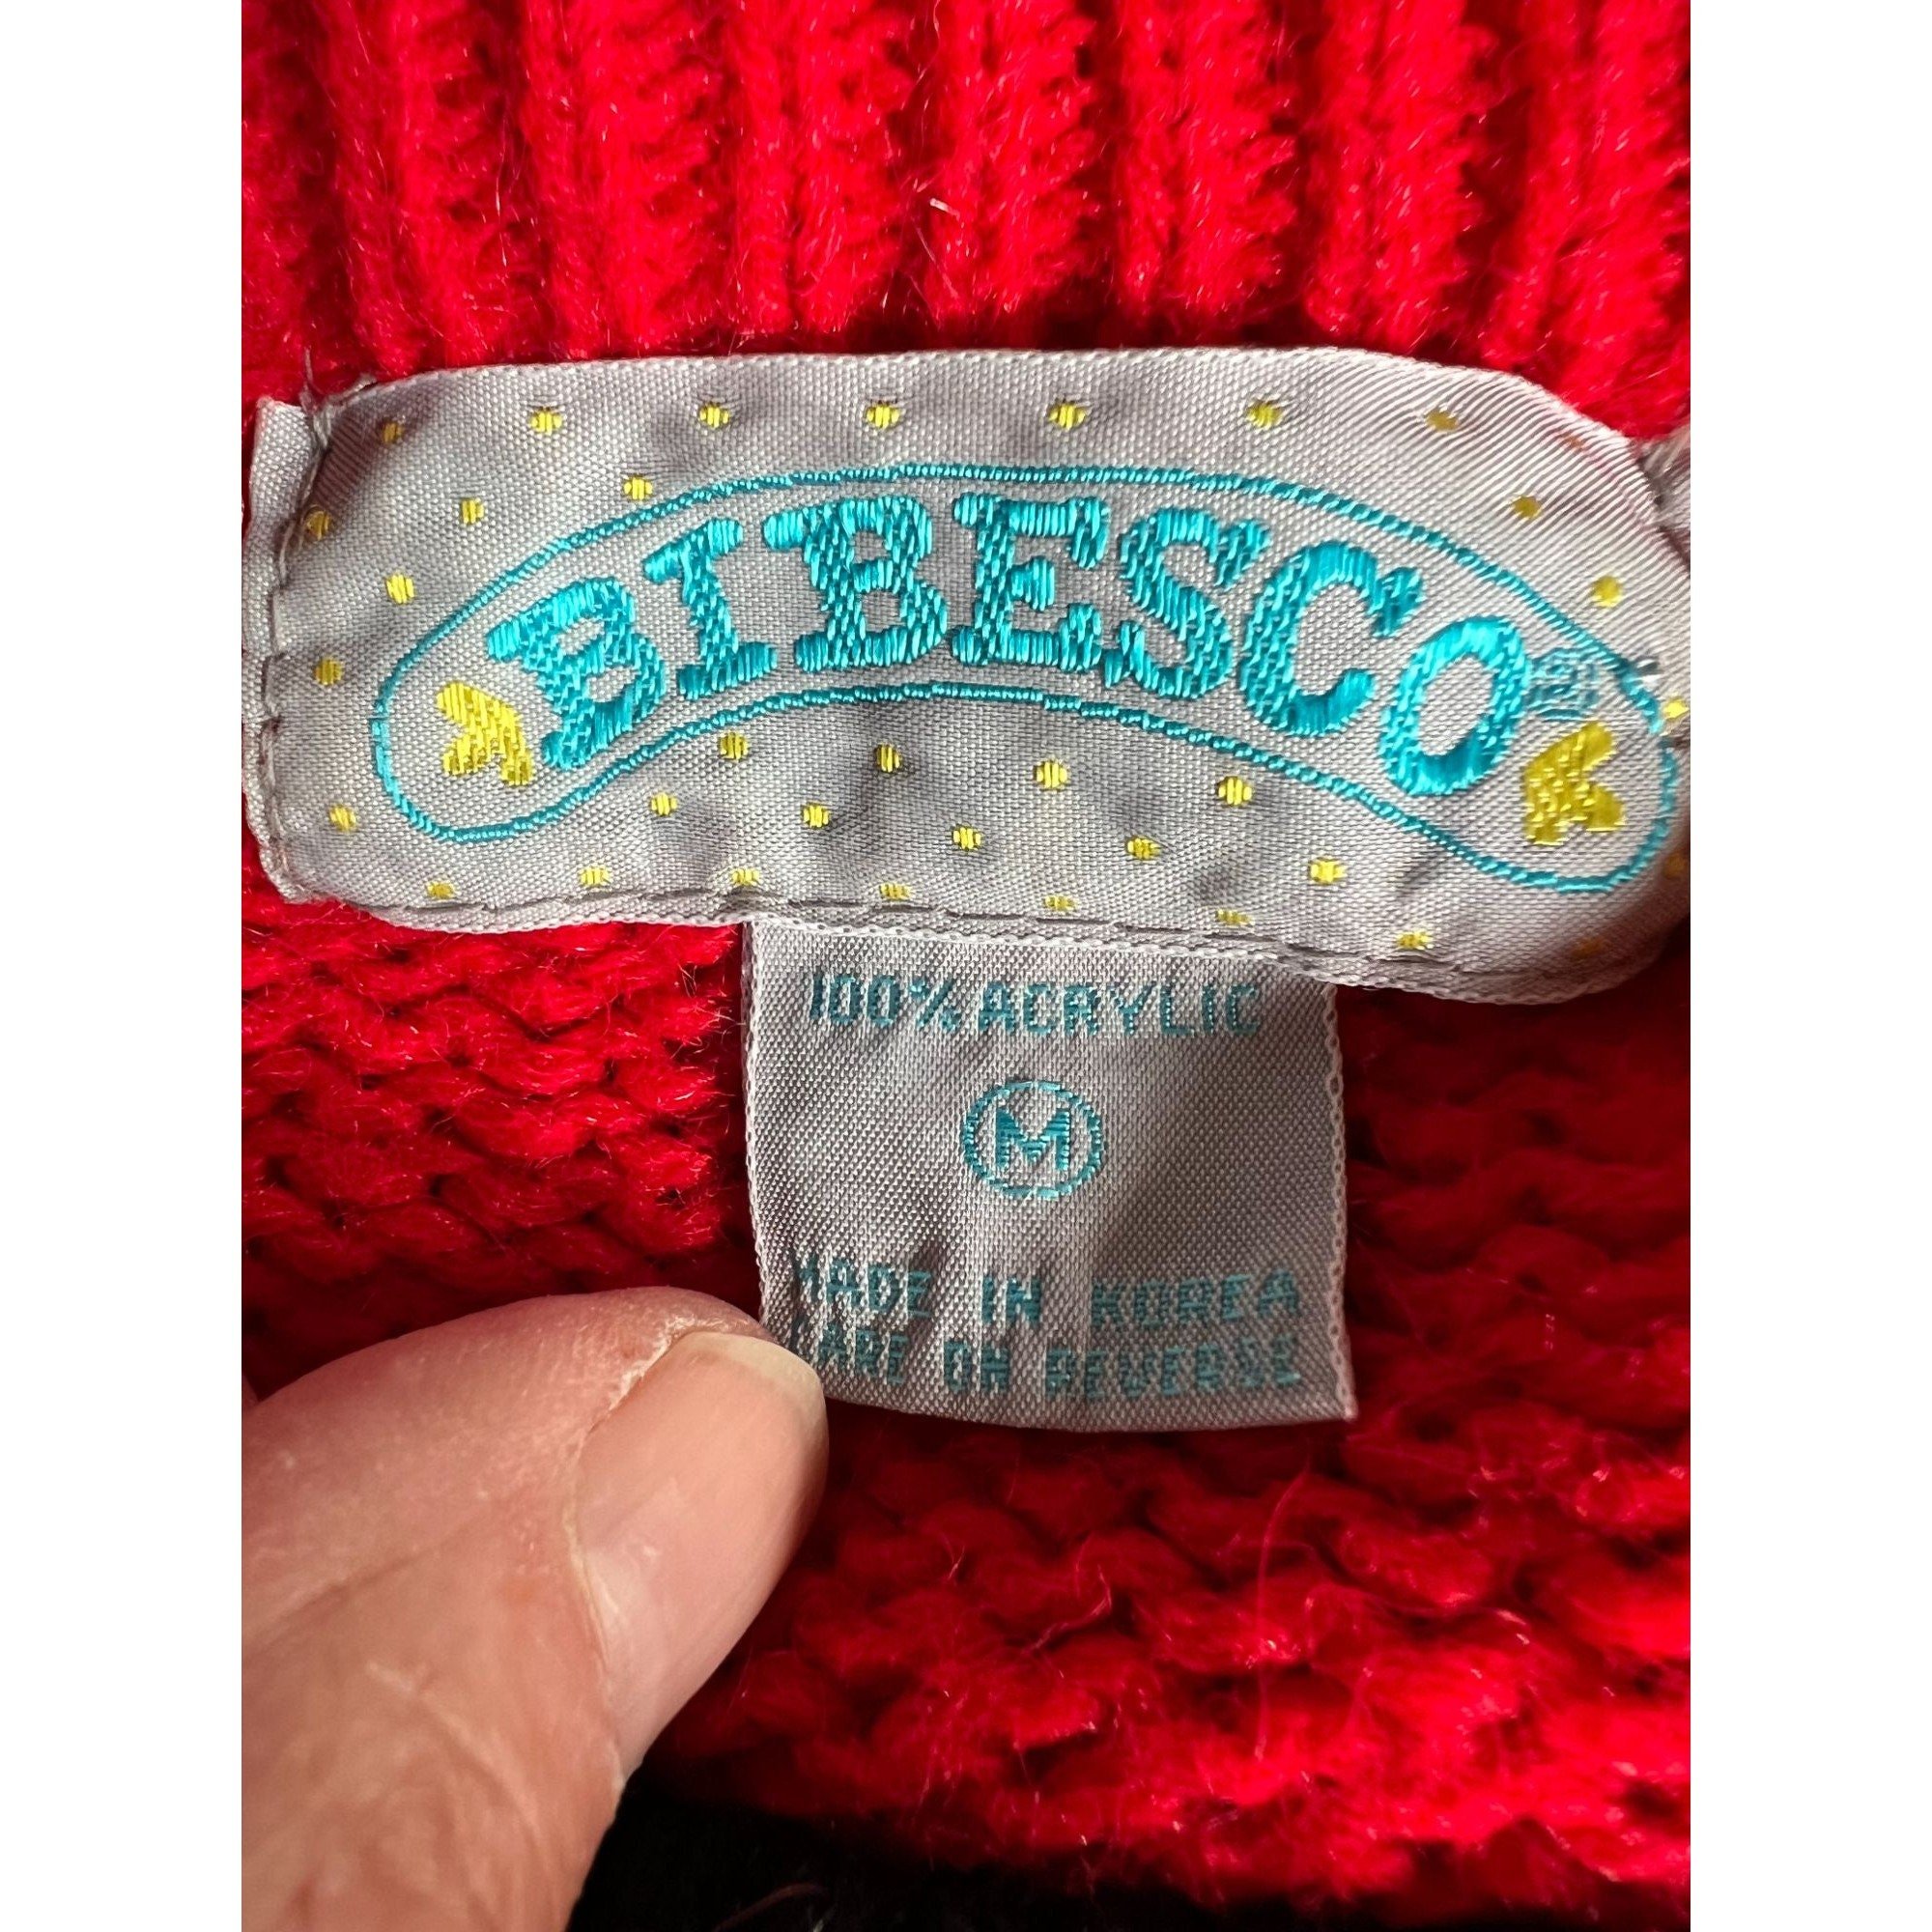 BIBESCO®
100% ACRYLIC
M
MADE IN KOREA
CARE ON REVERSE